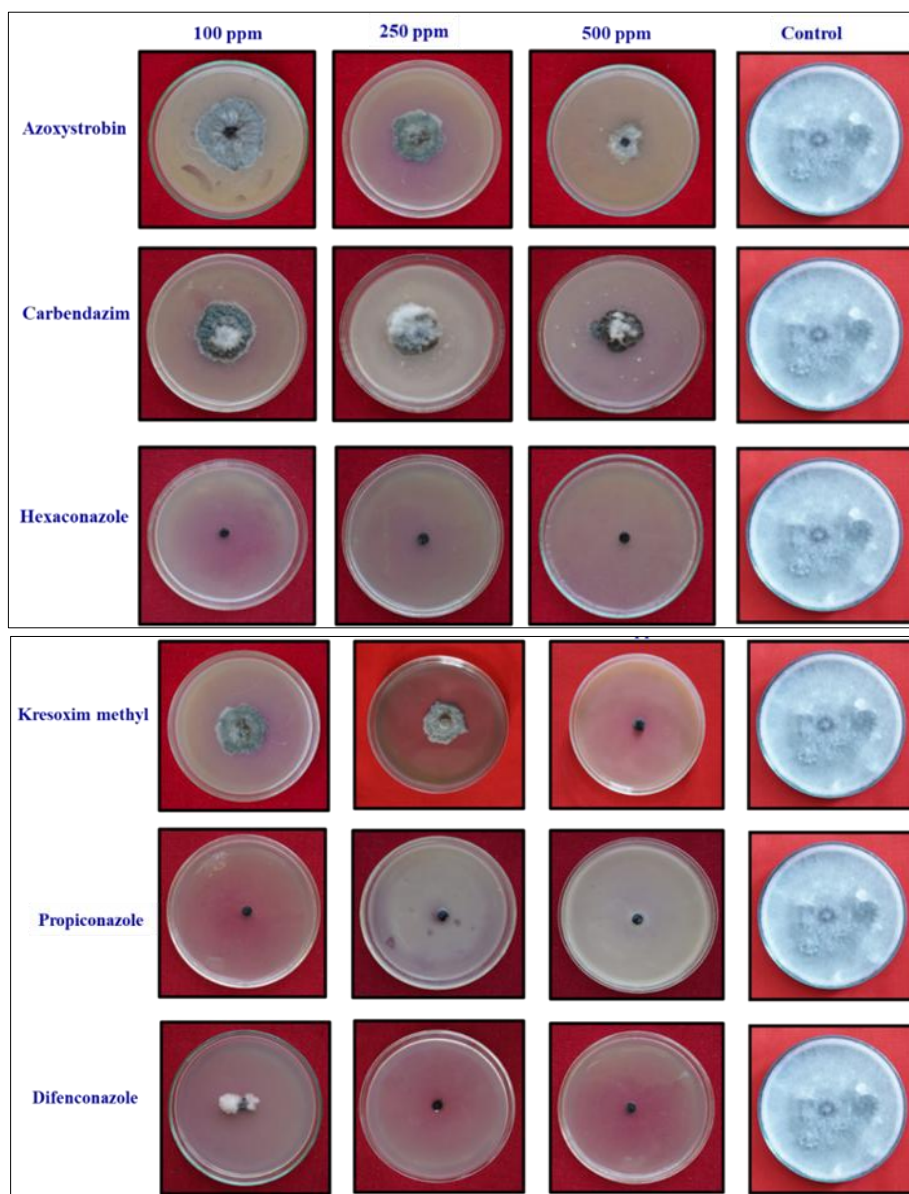 100 ppm 250 ppm 500 ppm Control
Azoxystrobin
Carbendazim
Hexaconazole
Kresoxim methyl
Propiconazole
Difenconazole